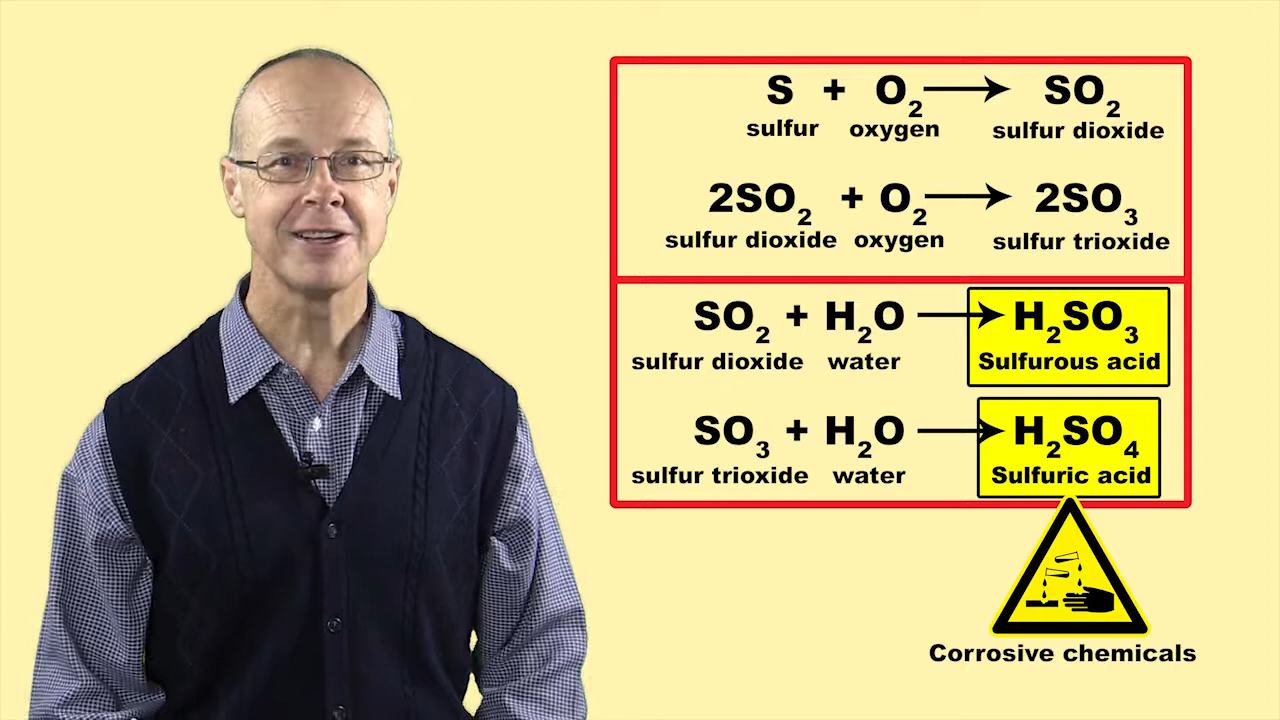 S + O₂ ⟶ SO₂
sulfur oxygen sulfur dioxide
2SO₂ + O₂ ⟶ 2SO₃
sulfur dioxide oxygen sulfur trioxide
SO₂ + H₂O ⟶ H₂SO₃
sulfur dioxide water Sulfurous acid
SO₃ + H₂O ⟶ H₂SO₄
sulfur trioxide water Sulfuric acid
Corrosive chemicals